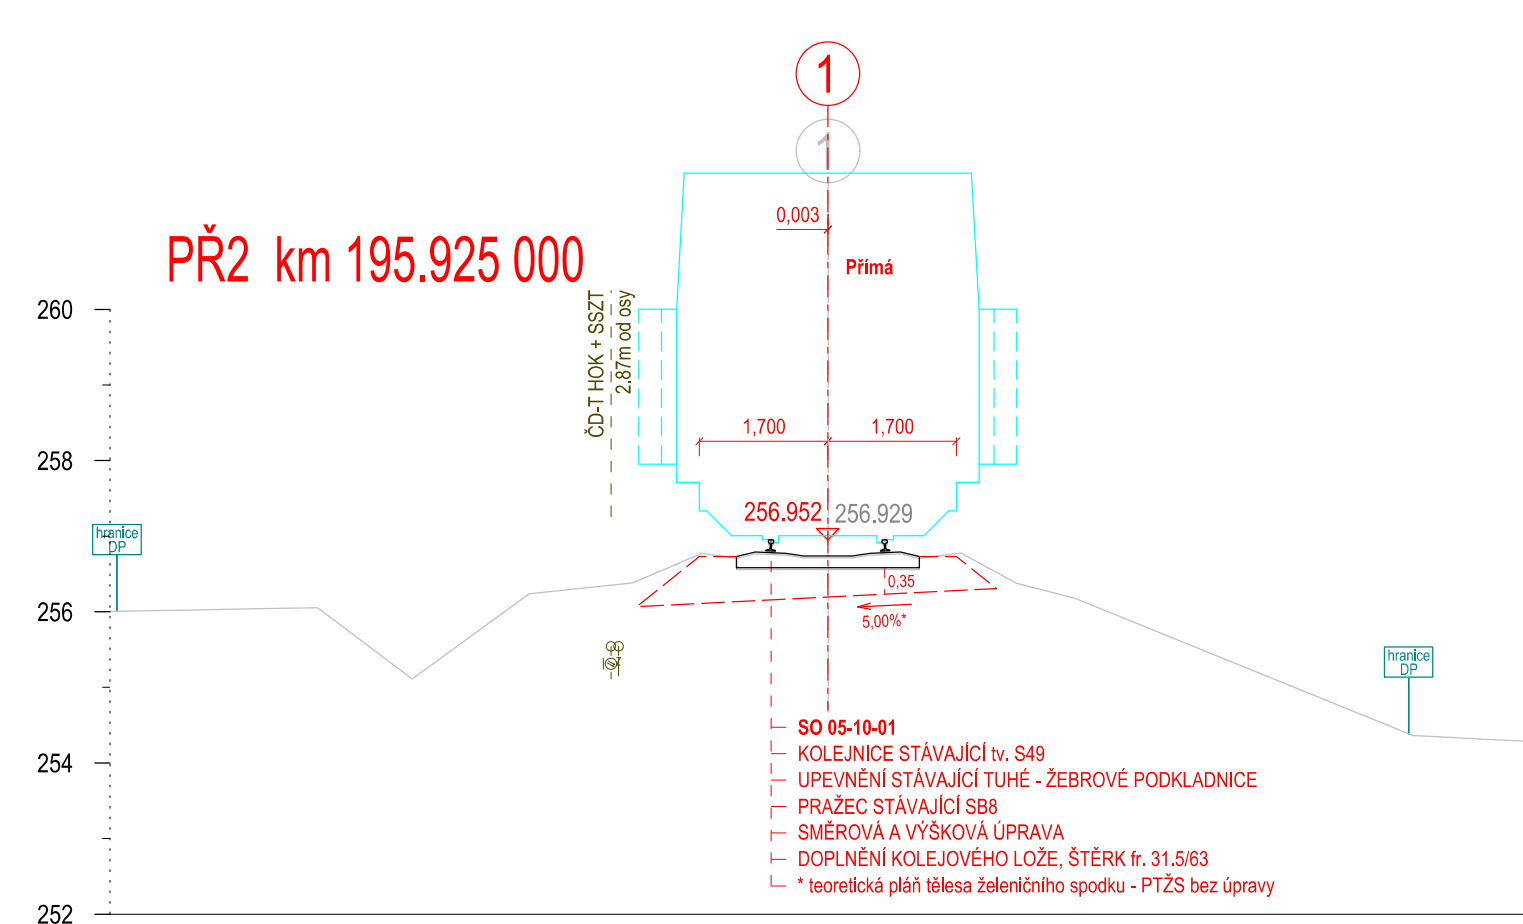 1
1
0,003
PŘ2 km 195.925 000
Přímá
ČD-T HOK + SSZT
2.87m od osy
260
1,700
1,700
258
256.952
256.929
hranice
DP
0,35
256
5,00%*
hranice
DP
SO 05-10-01
KOLEJNICE STÁVAJÍCÍ tv. S49
254
UPEVNĚNÍ STÁVAJÍCÍ TUHÉ - ŽEBROVÉ PODKLADNICE
PRAŽEC STÁVAJÍCÍ SB8
SMĚROVÁ A VÝŠKOVÁ ÚPRAVA
DOPLNĚNÍ KOLEJOVÉHO LOŽE, ŠTĚRK fr. 31.5/63
* teoretická pláň tělesa želeničního spodku - PTŽS bez úpravy
252